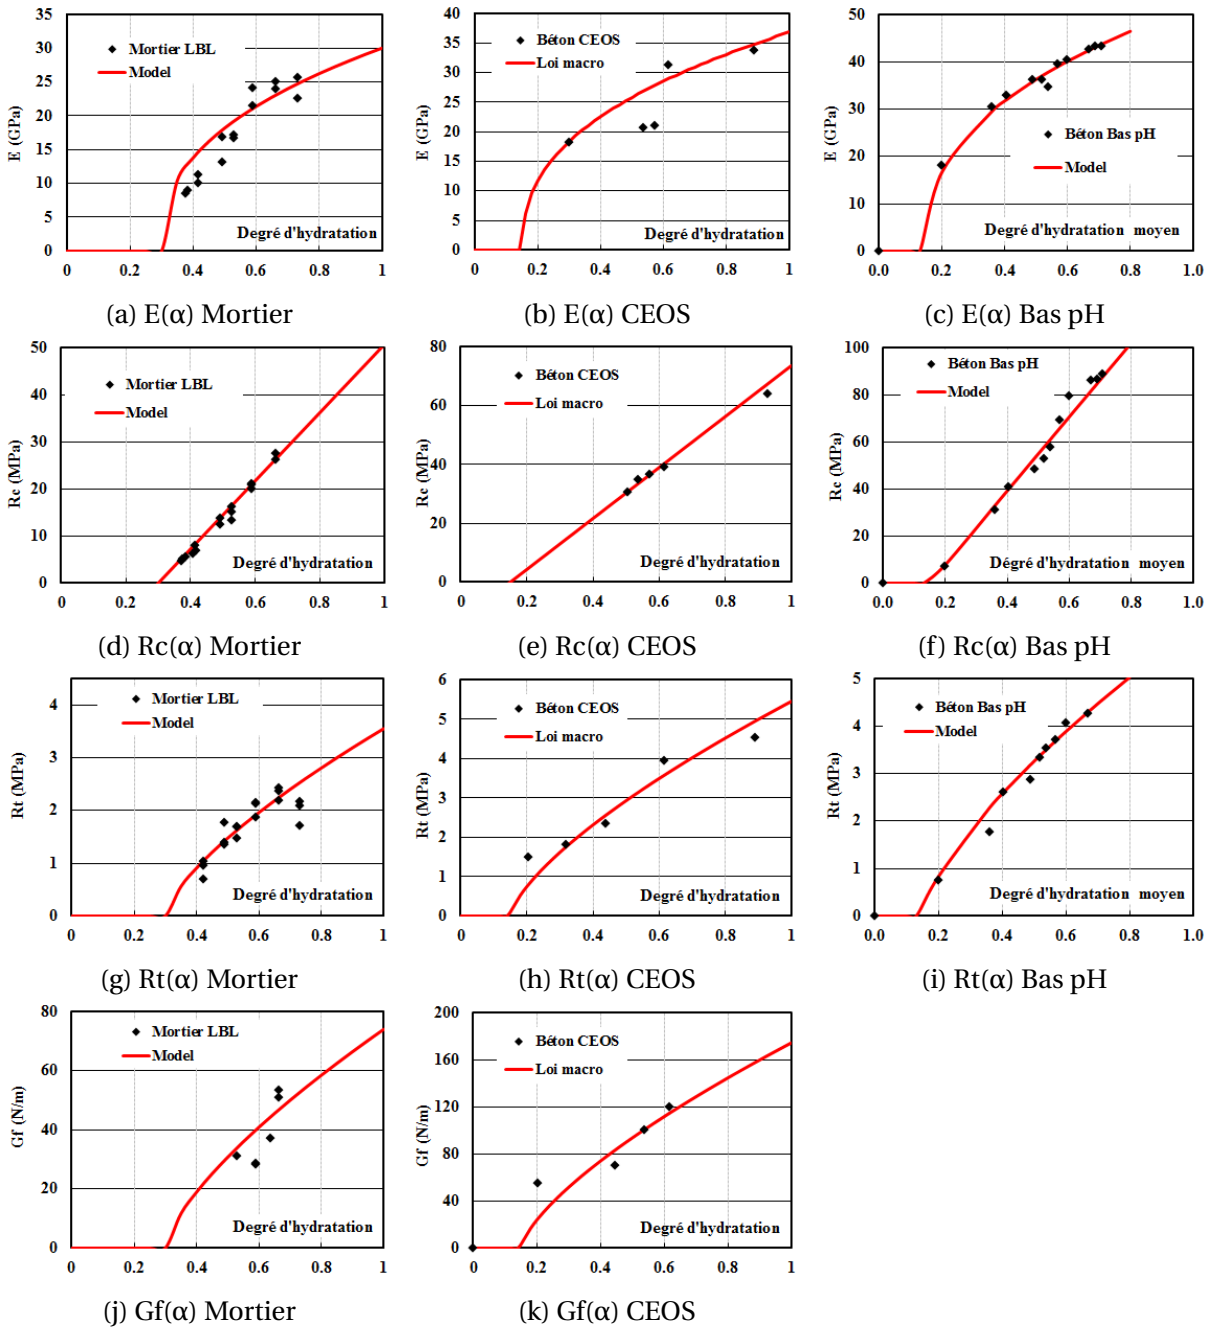 35
30
25
20
15
10
5
0
E (GPa)
Mortier LBL
Model
Degré d'hydratation
0 0.2 0.4 0.6 0.8 1
(a) E(α) Mortier
40
35
30
25
20
15
10
5
0
E (GPa)
Béton CEOS
Loi macro
Degré d'hydratation
0 0.2 0.4 0.6 0.8 1
(b) E(α) CEOS
50
40
30
20
10
0
E (GPa)
Béton Bas pH
Model
Degré d'hydratation moyen
0.0 0.2 0.4 0.6 0.8 1.0
(c) E(α) Bas pH
50
40
30
20
10
0
Rc (MPa)
Mortier LBL
Model
Degré d'hydratation
0 0.2 0.4 0.6 0.8 1
(d) Rc(α) Mortier
80
60
40
20
0
Rc (MPa)
Béton CEOS
Loi macro
Degré d'hydratation
0 0.2 0.4 0.6 0.8 1
(e) Rc(α) CEOS
100
80
60
40
20
0
Rc (MPa)
Béton Bas pH
Model
Dégré d'hydratation moyen
0.0 0.2 0.4 0.6 0.8 1.0
(f) Rc(α) Bas pH
4
3
2
1
0
Rt (MPa)
Mortier LBL
Model
Degré d'hydratation
0 0.2 0.4 0.6 0.8 1
(g) Rt(α) Mortier
6
5
4
3
2
1
0
Rt (MPa)
Béton CEOS
Loi macro
Degré d'hydratation
0 0.2 0.4 0.6 0.8 1
(h) Rt(α) CEOS
5
4
3
2
1
0
Rt (MPa)
Béton Bas pH
Model
Degré d'hydratation moyen
0.0 0.2 0.4 0.6 0.8 1.0
(i) Rt(α) Bas pH
80
60
40
20
0
Gf (N/m)
Mortier LBL
Model
Degré d'hydratation
0 0.2 0.4 0.6 0.8 1
(j) Gf(α) Mortier
200
160
120
80
40
0
Gf (N/m)
Béton CEOS
Loi macro
Degré d'hydratation
0 0.2 0.4 0.6 0.8 1
(k) Gf(α) CEOS